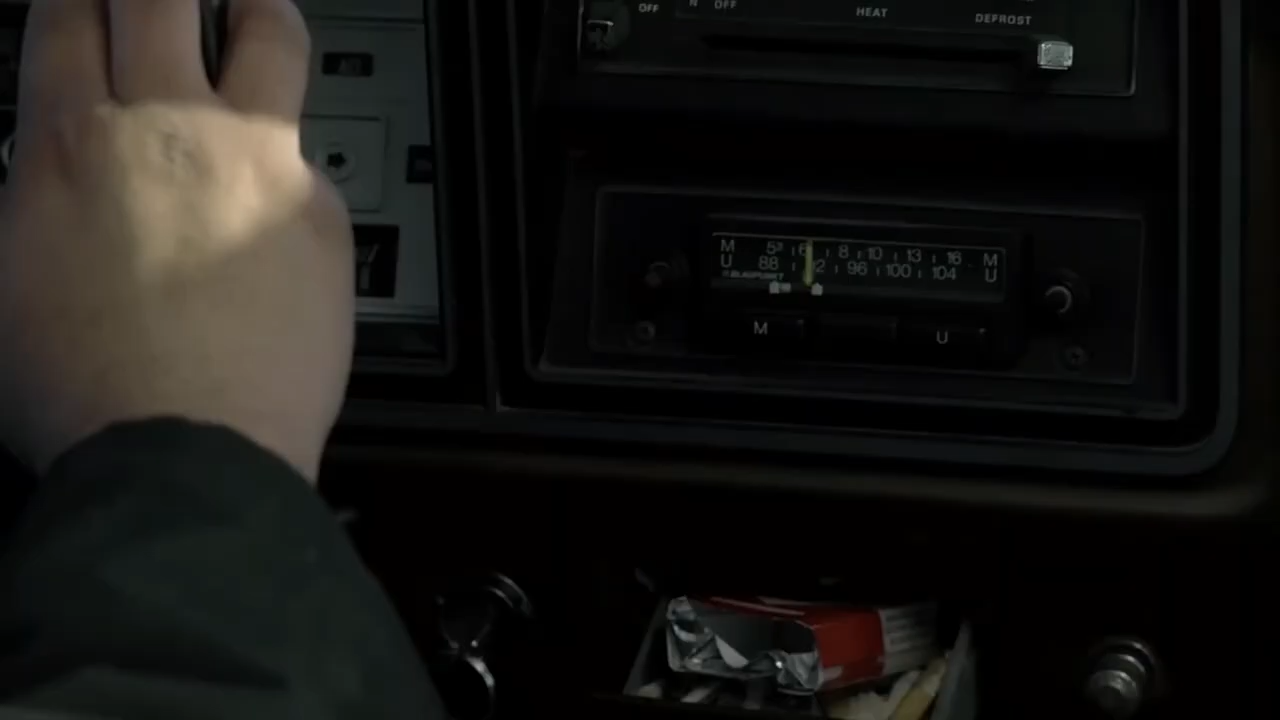 OFF
N OFF
HEAT
DEFROST
M 53 6 8 10 13 16 M
U 88 92 96 100 104 U
BLAUPUNKT
M
U